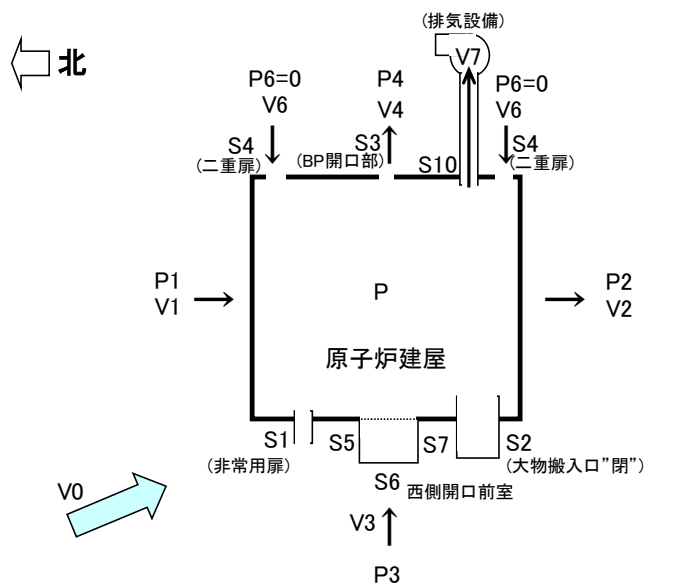 (排気設備)
北
V7
P6=0
V6
P4
V4
P6=0
V6
S4
(二重扉)
S3
(BP開口部)
S10
S4
(二重扉)
P1
V1
P
P2
V2
原子炉建屋
S1
(非常用扉)
S5
S7
S2
(大物搬入口”閉”)
S6
西側開口前室
V0
V3
P3